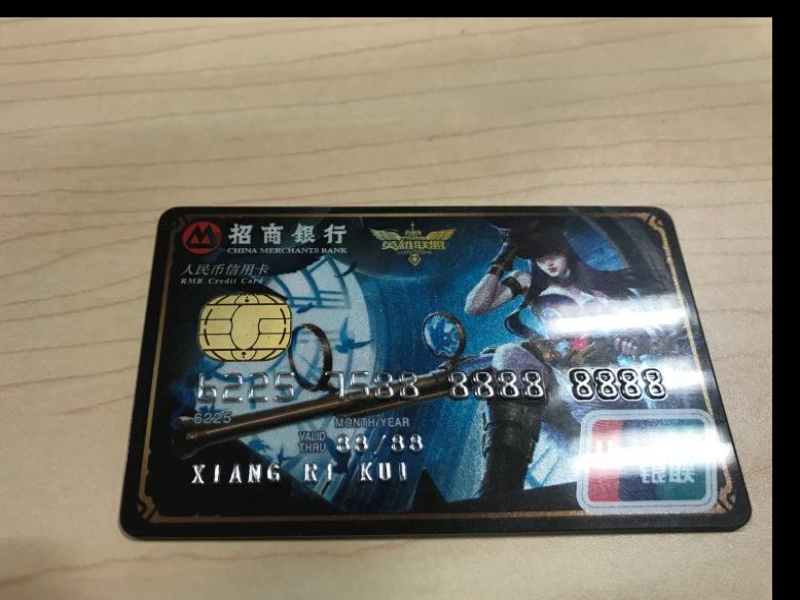 招商银行
CHINA MERCHANTS BANK
英雄联盟
人民币信用卡
RMB Credit Card
6225 7588 8888 8888
6225
MONTH/YEAR
VALID THRU 88/88
XIANG RI KUI
银联